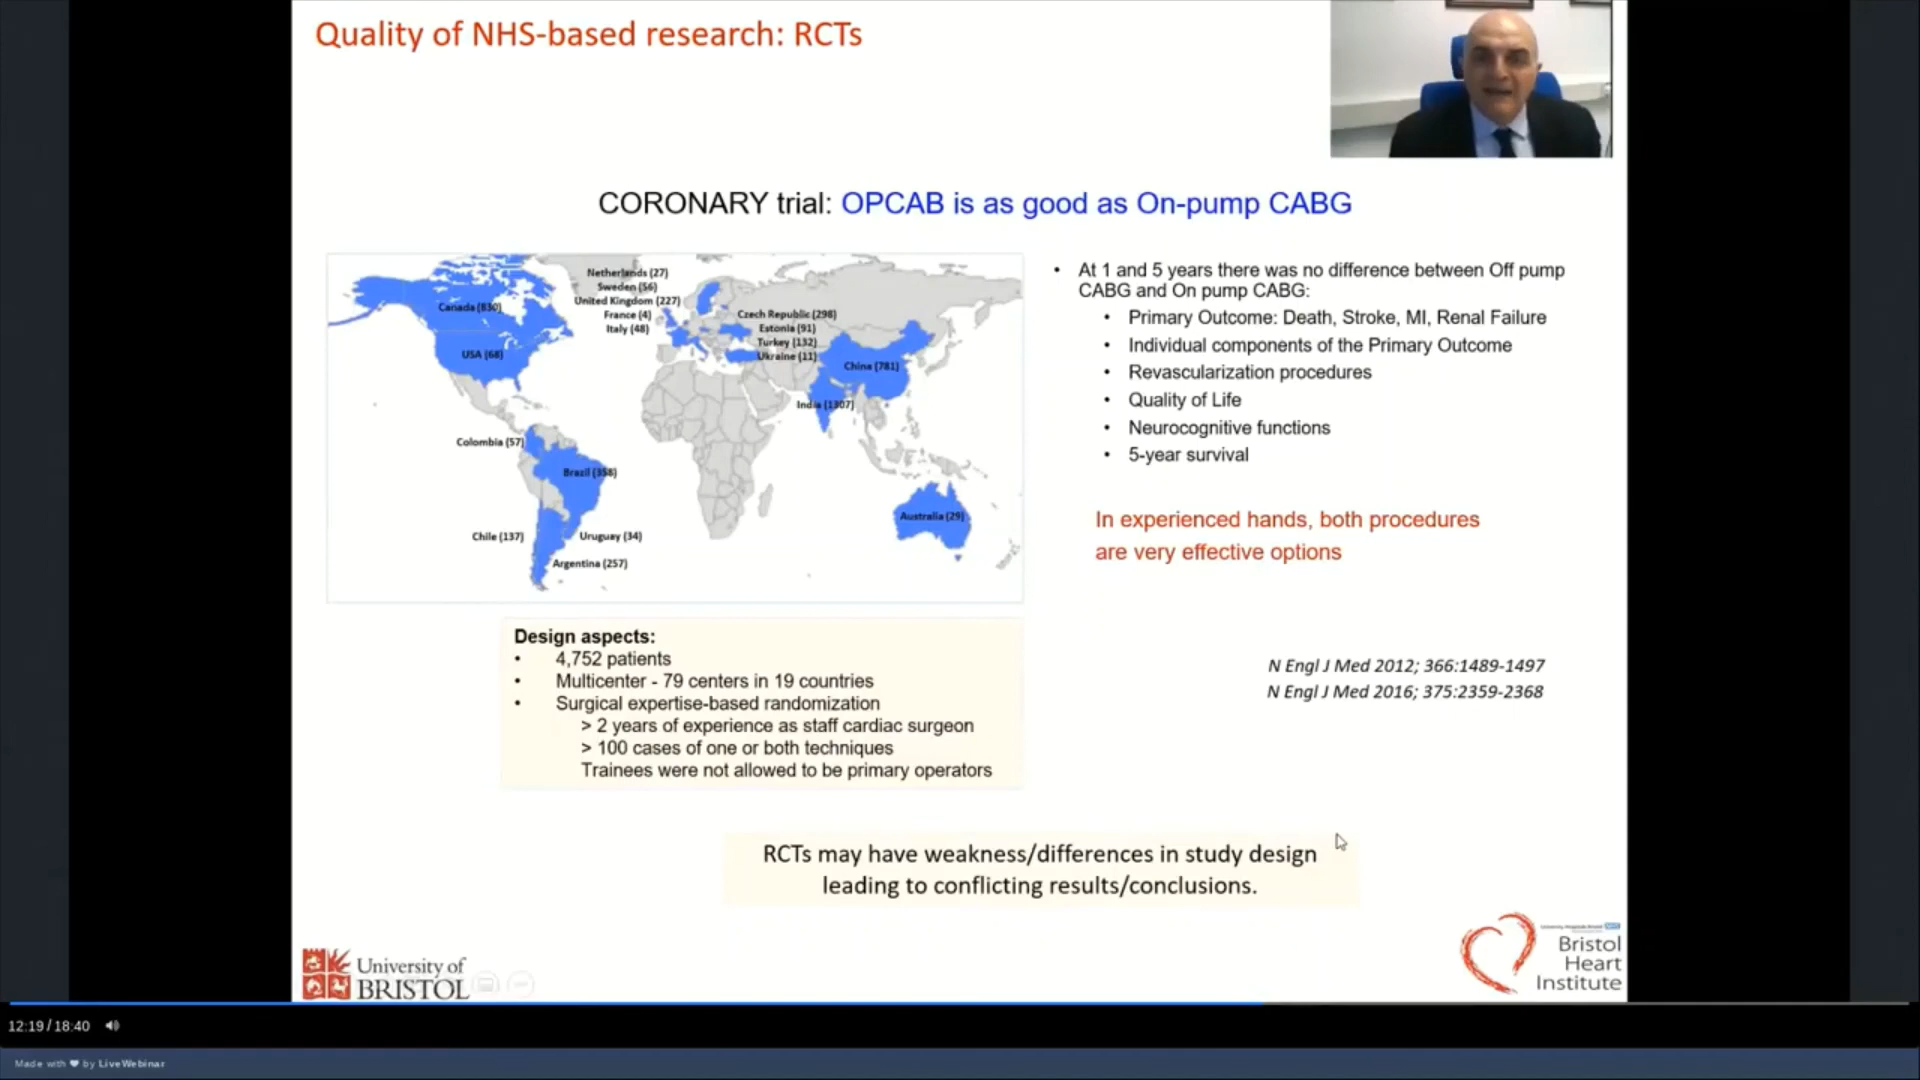 Quality of NHS-based research: RCTs
CORONARY trial: OPCAB is as good as On-pump CABG
Netherlands (27)
Sweden (56)
United Kingdom (227)
France (4)
Italy (48)
Czech Republic (298)
Estonia (91)
Turkey (132)
Ukraine (11)
Canada (830)
USA (68)
China (781)
India (1307)
Colombia (57)
Brazil (358)
Australia (29)
Chile (137)
Uruguay (34)
Argentina (257)
• At 1 and 5 years there was no difference between Off pump
CABG and On pump CABG:
• Primary Outcome: Death, Stroke, MI, Renal Failure
• Individual components of the Primary Outcome
• Revascularization procedures
• Quality of Life
• Neurocognitive functions
• 5-year survival
In experienced hands, both procedures
are very effective options
Design aspects:
• 4,752 patients
• Multicenter - 79 centers in 19 countries
• Surgical expertise-based randomization
> 2 years of experience as staff cardiac surgeon
> 100 cases of one or both techniques
Trainees were not allowed to be primary operators
N Engl J Med 2012; 366:1489-1497
N Engl J Med 2016; 375:2359-2368
RCTs may have weakness/differences in study design
leading to conflicting results/conclusions.
University of
BRISTOL
University Hospitals Bristol NHS
Bristol
Heart
Institute
12:19 / 18:40
Made with ❤ by LiveWebinar